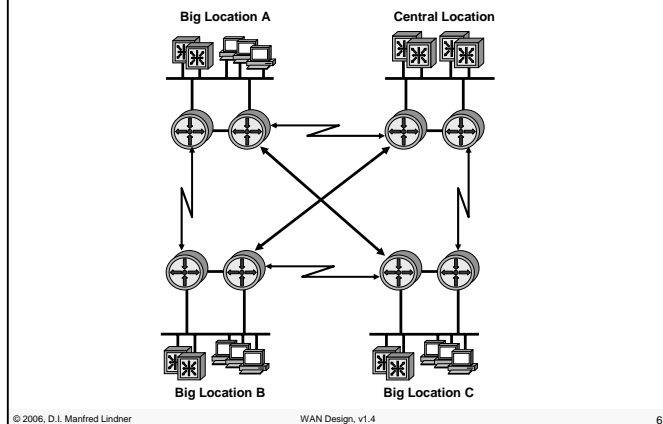 Big Location A Central Location
Big Location B Big Location C
© 2006, D.I. Manfred Lindner WAN Design, v1.4 6